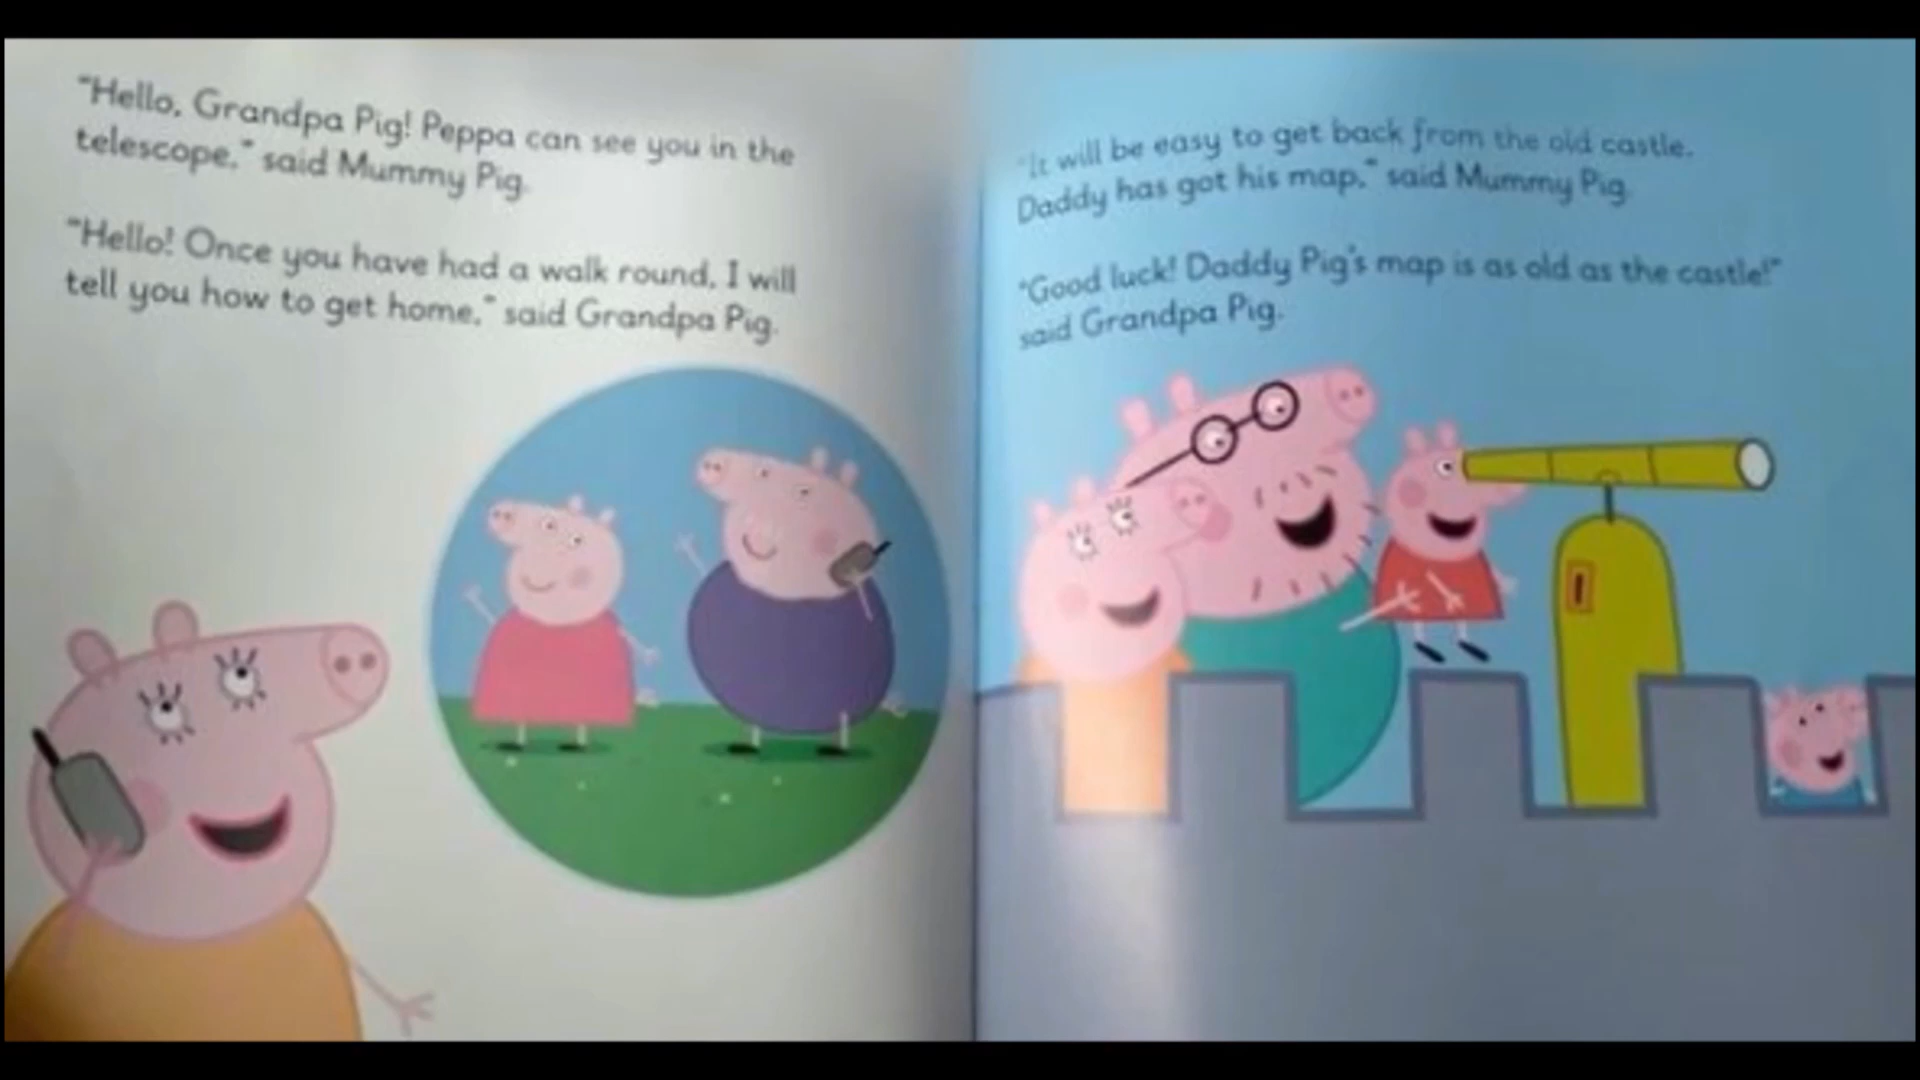 "Hello, Grandpa Pig! Peppa can see you in the
telescope," said Mummy Pig.
"Hello! Once you have had a walk round, I will
tell you how to get home," said Grandpa Pig.
"It will be easy to get back from the old castle.
Daddy has got his map," said Mummy Pig.
"Good luck! Daddy Pig's map is as old as the castle!"
said Grandpa Pig.